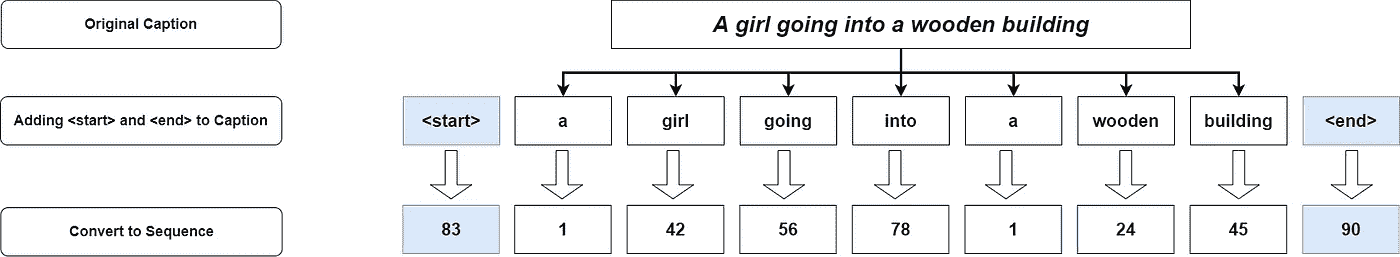 Original Caption
A girl going into a wooden building
Adding <start> and <end> to Caption
<start> a girl going into a wooden building <end>
Convert to Sequence
83 1 42 56 78 1 24 45 90